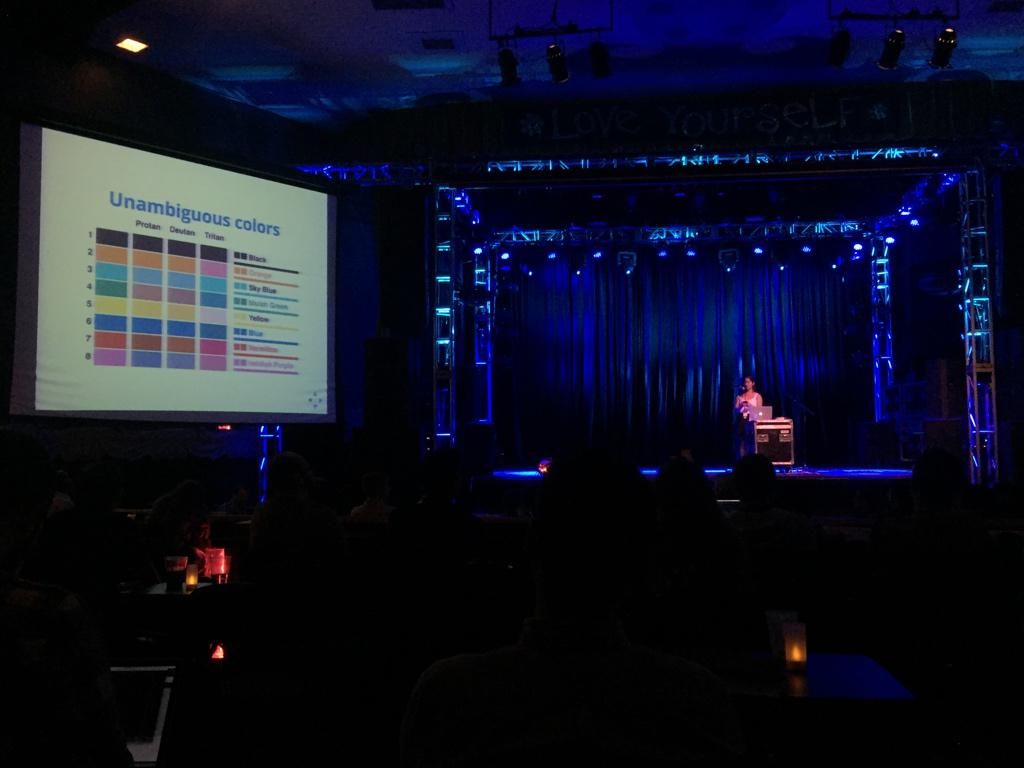 Love YourseLF
Unambiguous colors
Protan Deutan Tritan
1 Black
2 Orange
3 Sky Blue
4 bluish Green
5 Yellow
6 Blue
7 Vermillion
8 reddish Purple